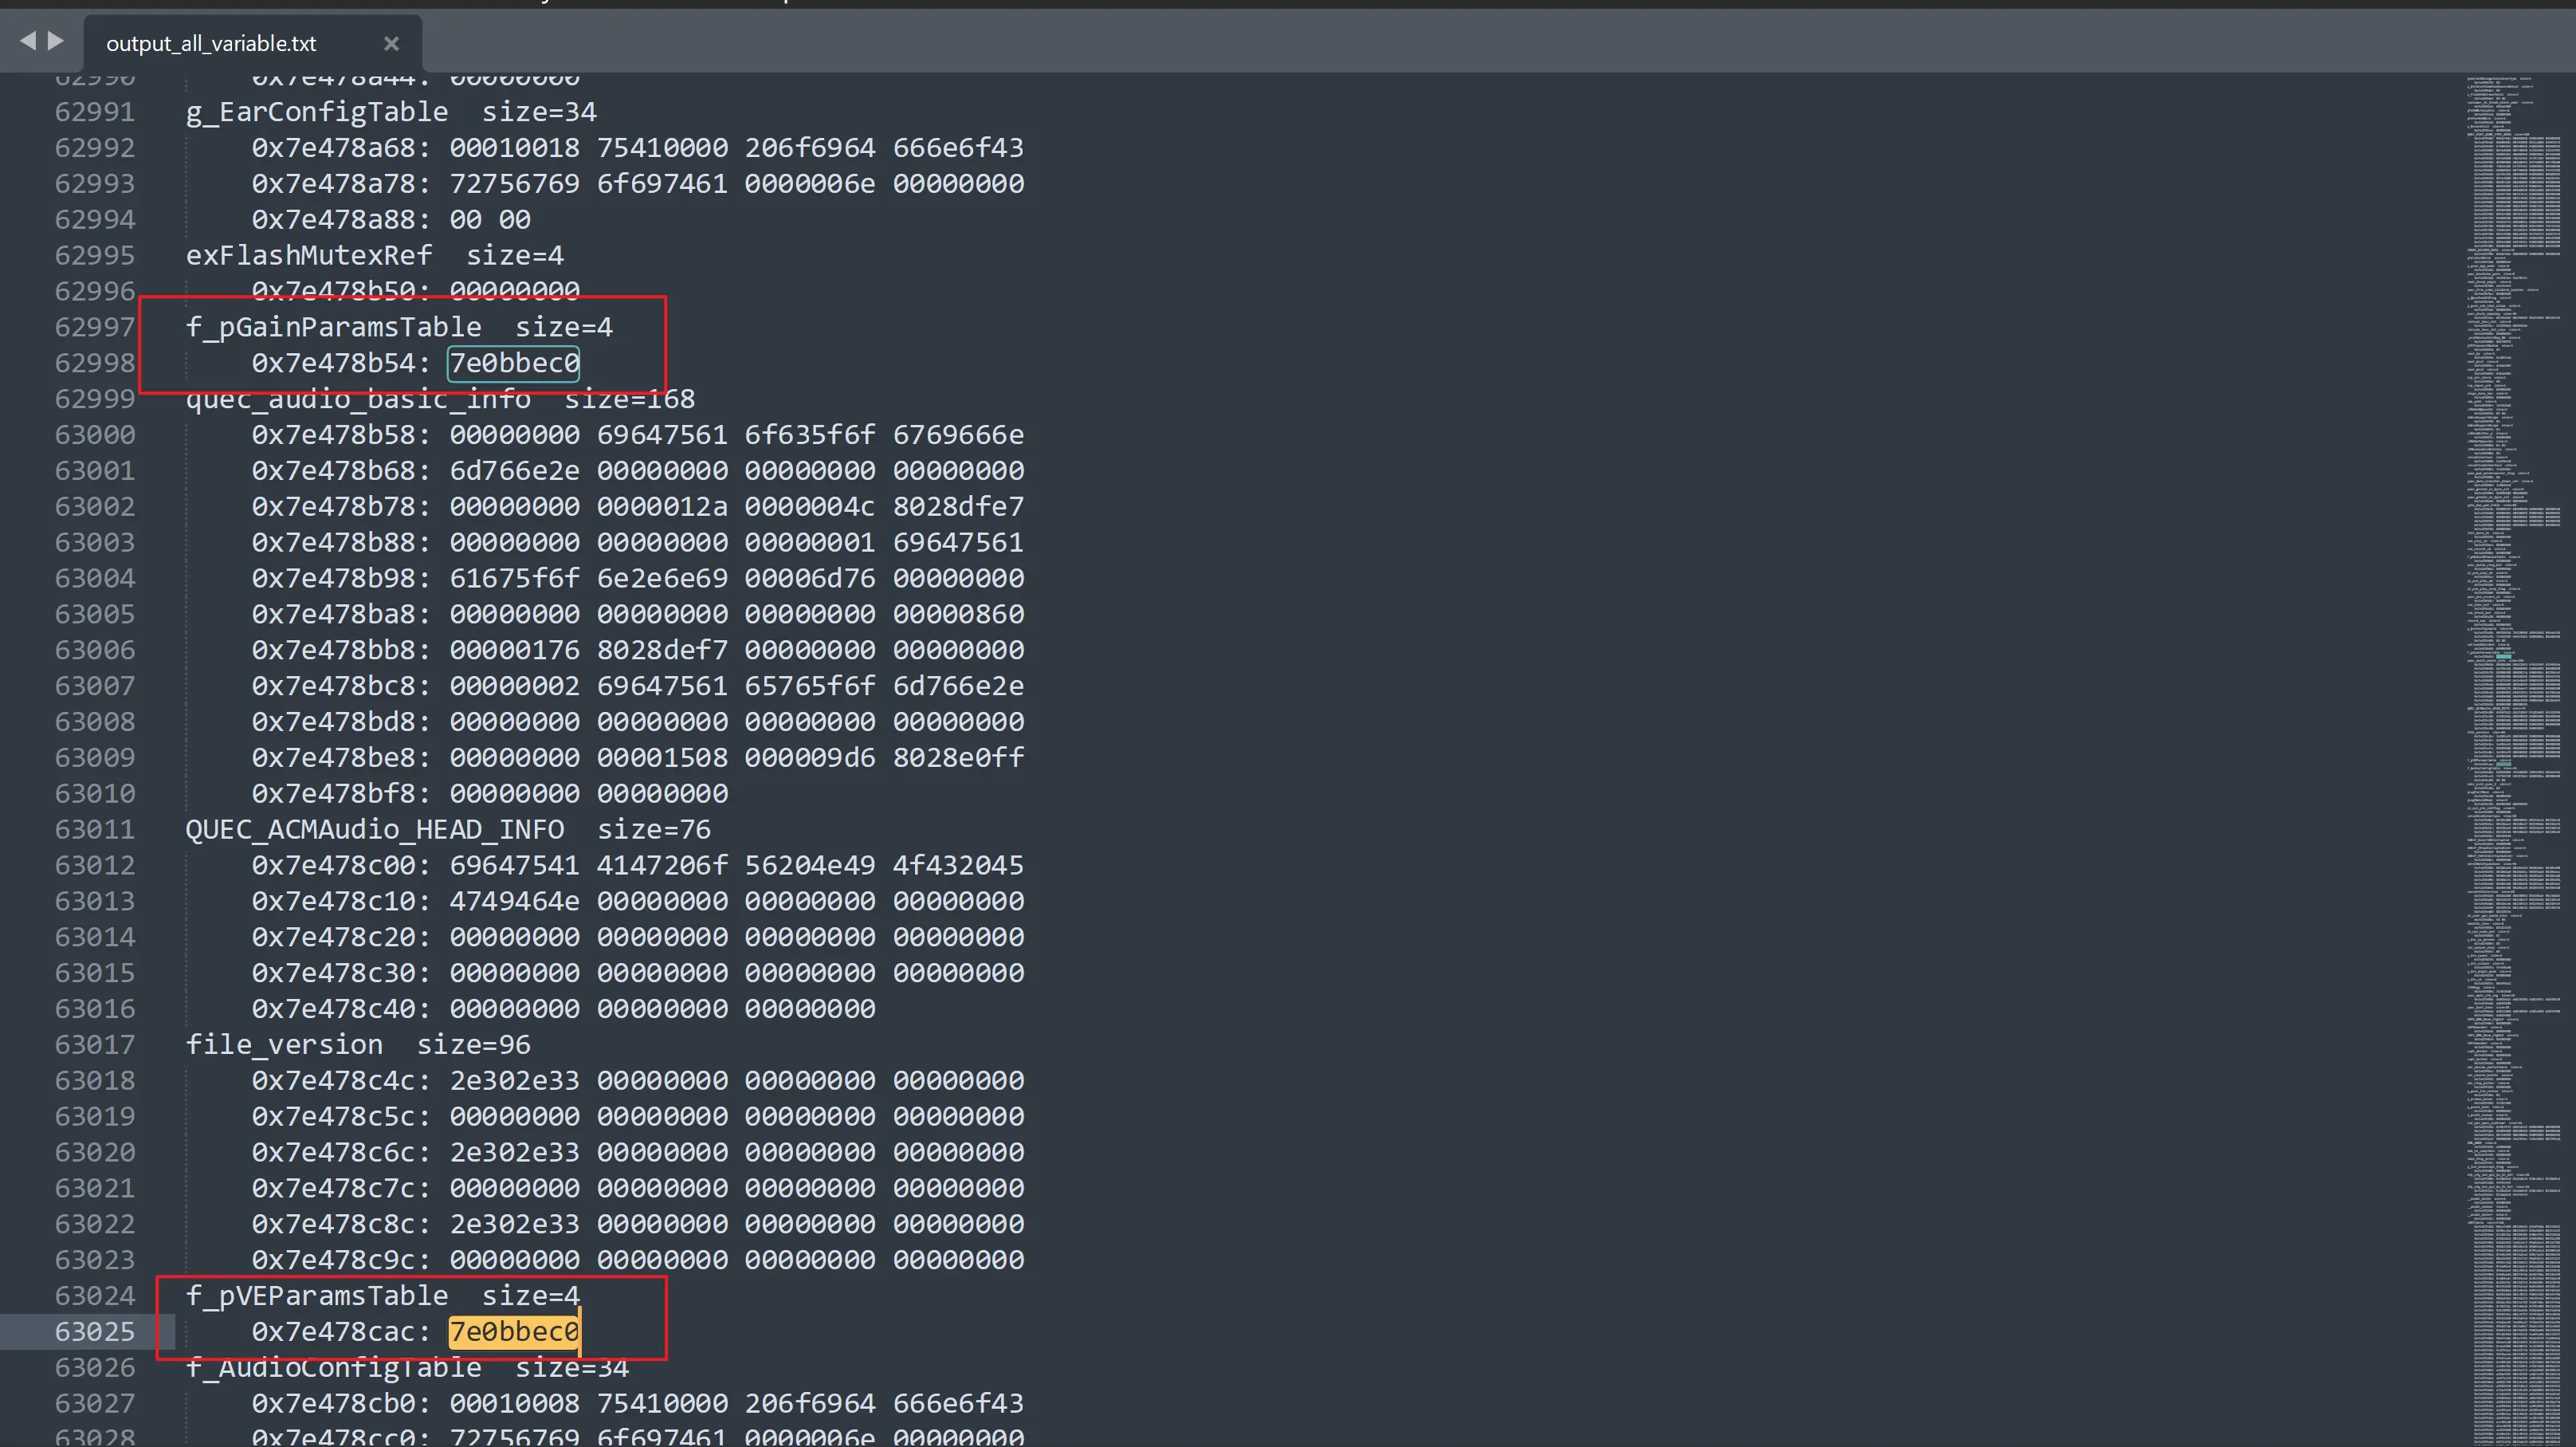 output_all_variable.txt ×
62990 0x7e478a44: 00000000
62991 g_EarConfigTable  size=34
62992 0x7e478a68: 00010018 75410000 206f6964 666e6f43
62993 0x7e478a78: 72756769 6f697461 0000006e 00000000
62994 0x7e478a88: 00 00
62995 exFlashMutexRef  size=4
62996 0x7e478b50: 00000000
62997 f_pGainParamsTable  size=4
62998 0x7e478b54: 7e0bbec0
62999 quec_audio_basic_info  size=168
63000 0x7e478b58: 00000000 69647561 6f635f6f 6769666e
63001 0x7e478b68: 6d766e2e 00000000 00000000 00000000
63002 0x7e478b78: 00000000 0000012a 0000004c 8028dfe7
63003 0x7e478b88: 00000000 00000000 00000001 69647561
63004 0x7e478b98: 61675f6f 6e2e6e69 00006d76 00000000
63005 0x7e478ba8: 00000000 00000000 00000000 00000860
63006 0x7e478bb8: 00000176 8028def7 00000000 00000000
63007 0x7e478bc8: 00000002 69647561 65765f6f 6d766e2e
63008 0x7e478bd8: 00000000 00000000 00000000 00000000
63009 0x7e478be8: 00000000 00001508 000009d6 8028e0ff
63010 0x7e478bf8: 00000000 00000000
63011 QUEC_ACMAudio_HEAD_INFO  size=76
63012 0x7e478c00: 69647541 4147206f 56204e49 4f432045
63013 0x7e478c10: 4749464e 00000000 00000000 00000000
63014 0x7e478c20: 00000000 00000000 00000000 00000000
63015 0x7e478c30: 00000000 00000000 00000000 00000000
63016 0x7e478c40: 00000000 00000000 00000000
63017 file_version  size=96
63018 0x7e478c4c: 2e302e33 00000000 00000000 00000000
63019 0x7e478c5c: 00000000 00000000 00000000 00000000
63020 0x7e478c6c: 2e302e33 00000000 00000000 00000000
63021 0x7e478c7c: 00000000 00000000 00000000 00000000
63022 0x7e478c8c: 2e302e33 00000000 00000000 00000000
63023 0x7e478c9c: 00000000 00000000 00000000 00000000
63024 f_pVEParamsTable  size=4
63025 0x7e478cac: 7e0bbec0
63026 f_AudioConfigTable  size=34
63027 0x7e478cb0: 00010008 75410000 206f6964 666e6f43
63028 0x7e478cc0: 72756769 6f697461 0000006e 00000000